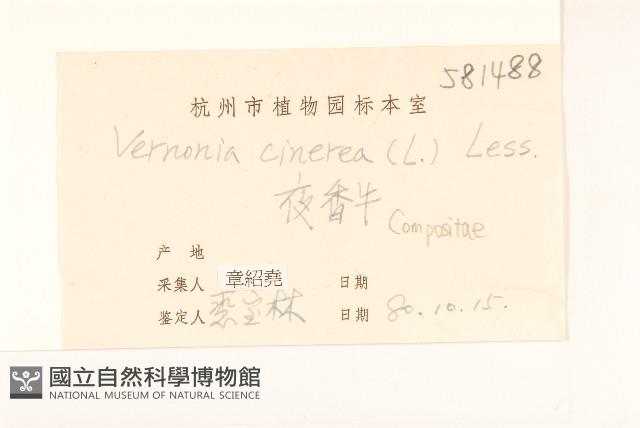 581488
杭州市植物园标本室
Vernonia cinerea (L.) Less.
夜香牛
Compositae
产地
采集人 章紹堯 日期
鉴定人 宝林 日期 80.10.15.
國立自然科學博物館
NATIONAL MUSEUM OF NATURAL SCIENCE